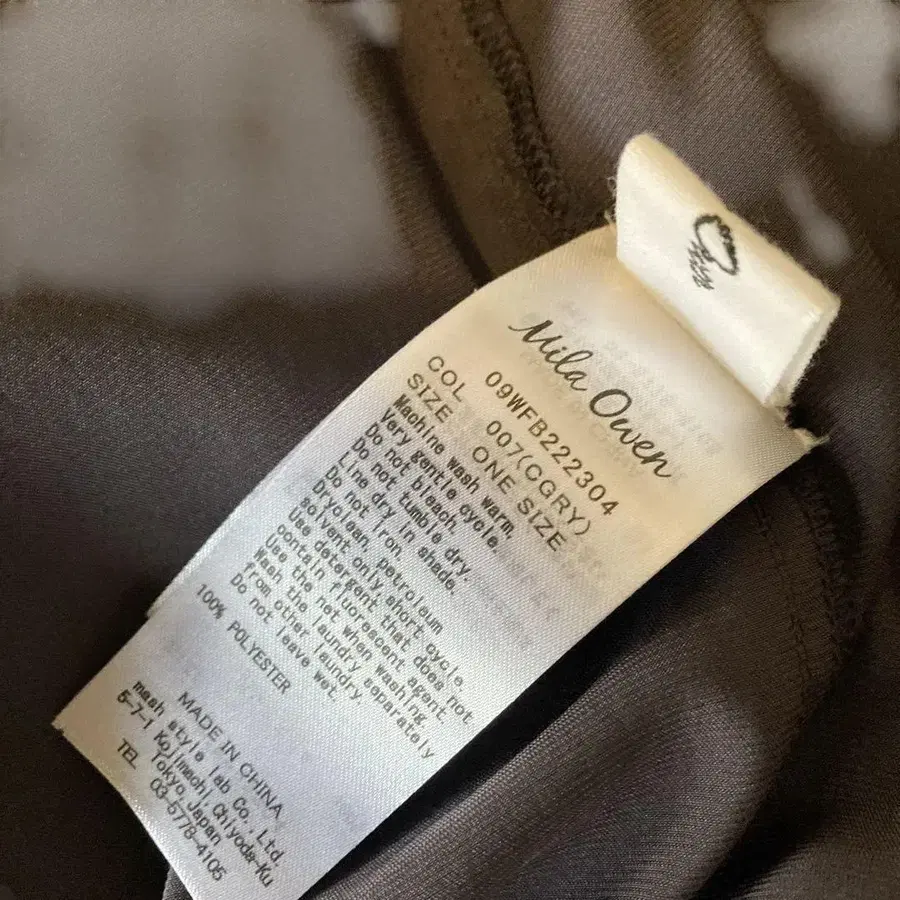 Mila Owen
09WFB222304
COL 007(CGRY)
SIZE ONE SIZE
Machine wash warm,
Very gentle cycle.
Do not bleach.
Do not tumble dry.
Line dry in shade.
Do not iron.
Dryclean, petroleum
solvent only,short cycle.
Use detergent that does not
contain fluorescent agent.
Use the net when washing.
Wash the laundry separately
from other laundry.
Do not leave wet.
100% POLYESTER
MADE IN CHINA
mash style lab Co.,Ltd.
5-7-1 Kojimachi,Chiyoda-Ku
Tokyo,Japan
TEL 03-5778-4105